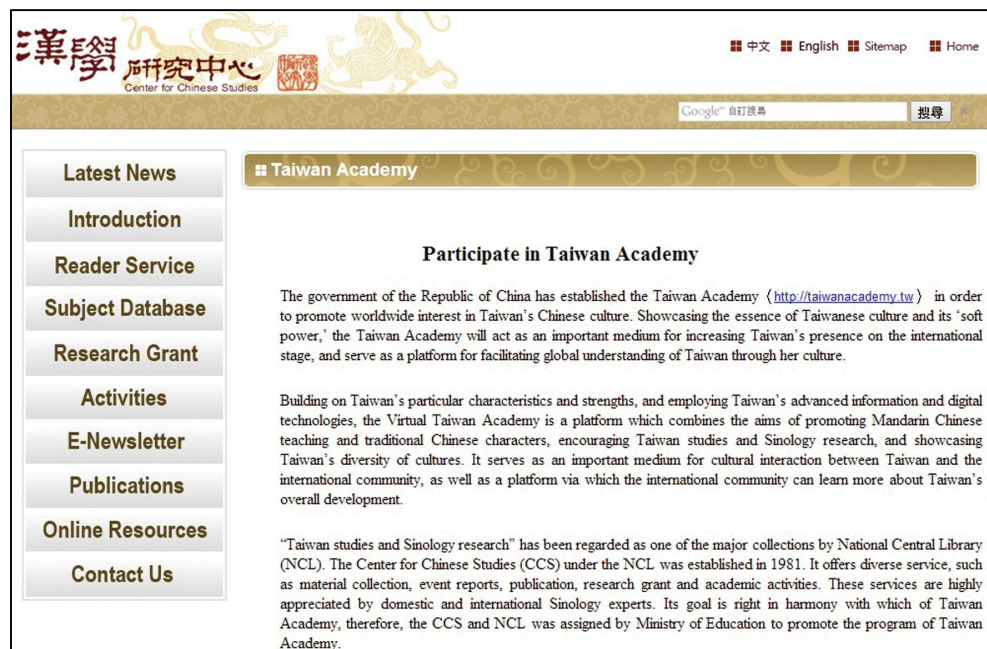 漢學研究中心
Center for Chinese Studies
中文 English Sitemap Home
Google™ 自訂搜尋 搜尋 ×
Latest News
Introduction
Reader Service
Subject Database
Research Grant
Activities
E-Newsletter
Publications
Online Resources
Contact Us
Taiwan Academy
Participate in Taiwan Academy
The government of the Republic of China has established the Taiwan Academy（http://taiwanacademy.tw） in order
to promote worldwide interest in Taiwan’s Chinese culture. Showcasing the essence of Taiwanese culture and its ‘soft
power,’ the Taiwan Academy will act as an important medium for increasing Taiwan’s presence on the international
stage, and serve as a platform for facilitating global understanding of Taiwan through her culture.
Building on Taiwan’s particular characteristics and strengths, and employing Taiwan’s advanced information and digital
technologies, the Virtual Taiwan Academy is a platform which combines the aims of promoting Mandarin Chinese
teaching and traditional Chinese characters, encouraging Taiwan studies and Sinology research, and showcasing
Taiwan’s diversity of cultures. It serves as an important medium for cultural interaction between Taiwan and the
international community, as well as a platform via which the international community can learn more about Taiwan’s
overall development.
“Taiwan studies and Sinology research” has been regarded as one of the major collections by National Central Library
(NCL). The Center for Chinese Studies (CCS) under the NCL was established in 1981. It offers diverse service, such
as material collection, event reports, publication, research grant and academic activities. These services are highly
appreciated by domestic and international Sinology experts. Its goal is right in harmony with which of Taiwan
Academy, therefore, the CCS and NCL was assigned by Ministry of Education to promote the program of Taiwan
Academy.